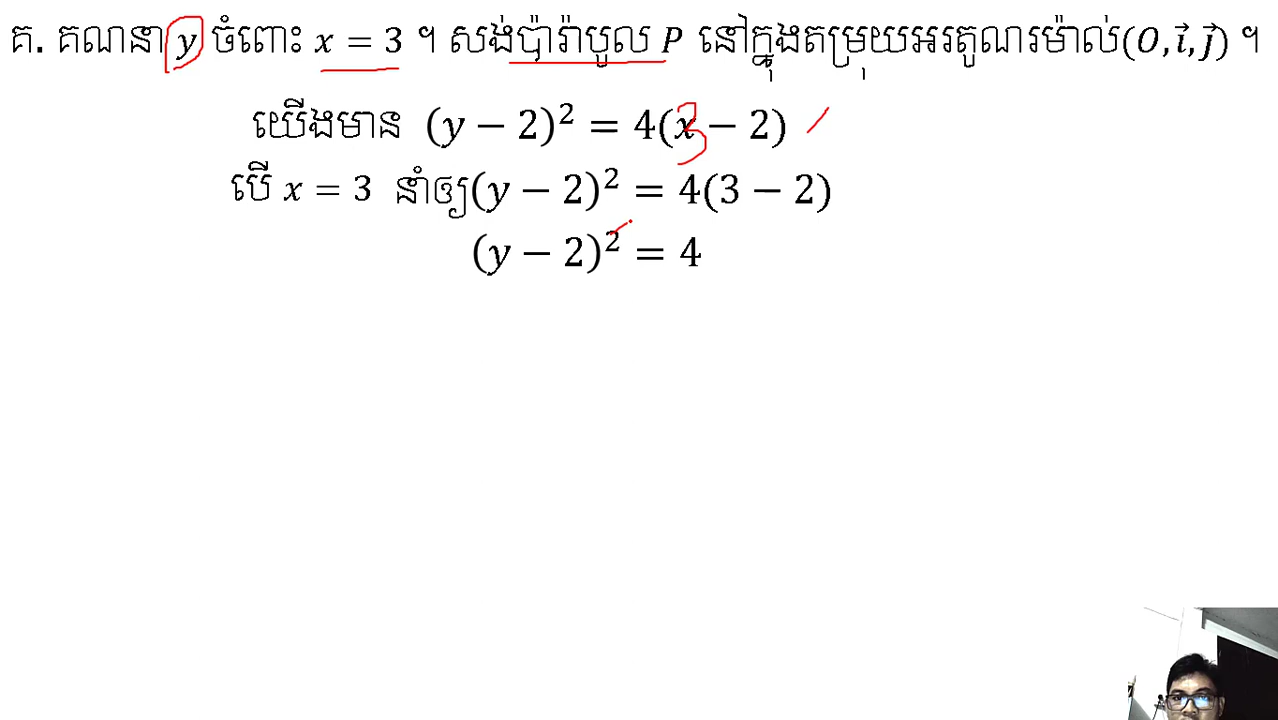 គ. គណនា y ចំពោះ x = 3 ។ សង់ប៉ារ៉ាបូល P នៅក្នុងតម្រុយអរតូណរម៉ាល់(O, i⃗, j⃗) ។
យើងមាន (y − 2)² = 4(x − 2)
បើ x = 3 នាំឲ្យ(y − 2)² = 4(3 − 2)
(y − 2)² = 4